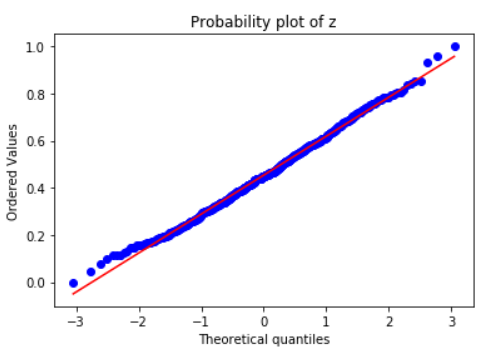 Probability plot of z
1.0
0.8
0.6
0.4
0.2
0.0
Ordered Values
−3 −2 −1 0 1 2 3
Theoretical quantiles